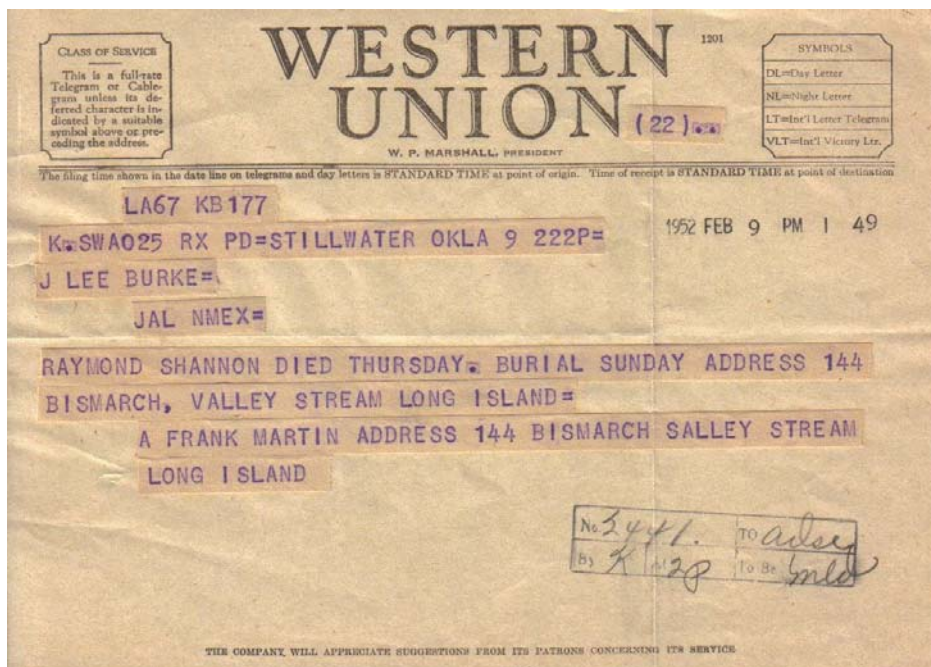 CLASS OF SERVICE
This is a full-rate
Telegram or Cable-
gram unless its de-
ferred character is in-
dicated by a suitable
symbol above or pre-
ceding the address.
WESTERN
UNION
1201
(22)
W. P. MARSHALL, PRESIDENT
SYMBOLS
DL=Day Letter
NL=Night Letter
LT=Int'l Letter Telegram
VLT=Int'l Victory Ltr.
The filing time shown in the date line on telegrams and day letters is STANDARD TIME at point of origin. Time of receipt is STANDARD TIME at point of destination
LA67 KB177
K.SWA025 RX PD=STILLWATER OKLA 9 222P=
1952 FEB 9 PM 1 49
J LEE BURKE=
JAL NMEX=
RAYMOND SHANNON DIED THURSDAY. BURIAL SUNDAY ADDRESS 144
BISMARCH, VALLEY STREAM LONG ISLAND=
A FRANK MARTIN ADDRESS 144 BISMARCH SALLEY STREAM
LONG ISLAND
No. TO
By K At To Be
THE COMPANY WILL APPRECIATE SUGGESTIONS FROM ITS PATRONS CONCERNING ITS SERVICE